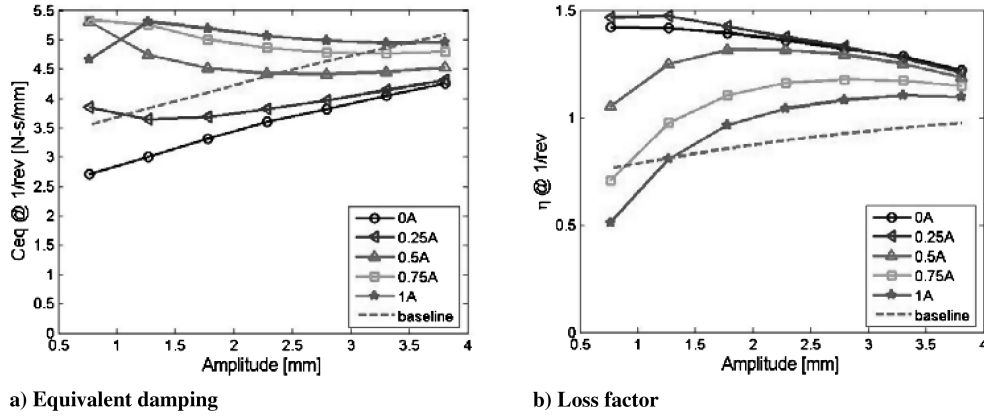 5.5
5
4.5
4
3.5
3
2.5
2
1.5
1
0.5
0
Ceq @ 1/rev [N-s/mm]
0.5 1 1.5 2 2.5 3 3.5 4
Amplitude [mm]
0A
0.25A
0.5A
0.75A
1A
baseline
a) Equivalent damping
1.5
1
0.5
0
η @ 1/rev
0.5 1 1.5 2 2.5 3 3.5 4
Amplitude [mm]
0A
0.25A
0.5A
0.75A
1A
baseline
b) Loss factor